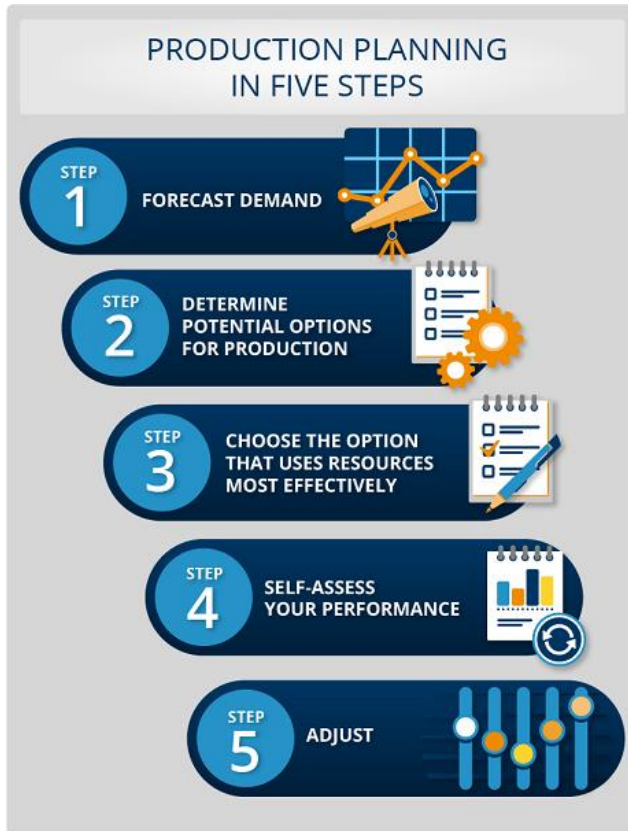 PRODUCTION PLANNING
IN FIVE STEPS
STEP
1
FORECAST DEMAND
STEP
2
DETERMINE
POTENTIAL OPTIONS
FOR PRODUCTION
STEP
3
CHOOSE THE OPTION
THAT USES RESOURCES
MOST EFFECTIVELY
STEP
4
SELF-ASSESS
YOUR PERFORMANCE
STEP
5
ADJUST